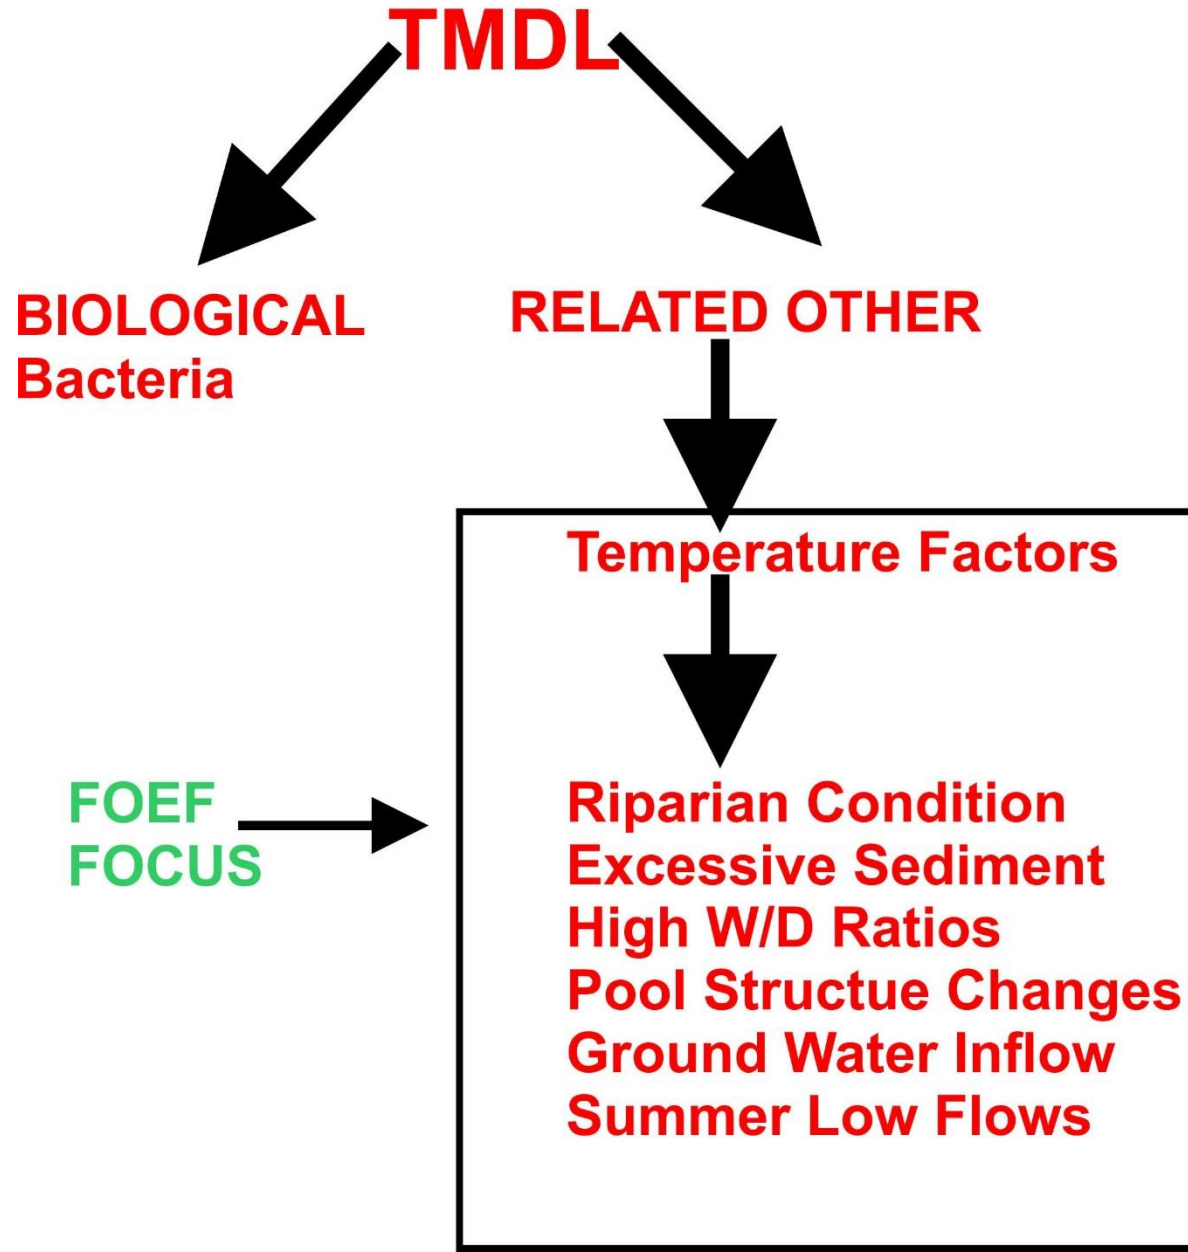 TMDL
BIOLOGICAL
Bacteria
RELATED OTHER
Temperature Factors
FOEF
FOCUS
Riparian Condition
Excessive Sediment
High W/D Ratios
Pool Structue Changes
Ground Water Inflow
Summer Low Flows